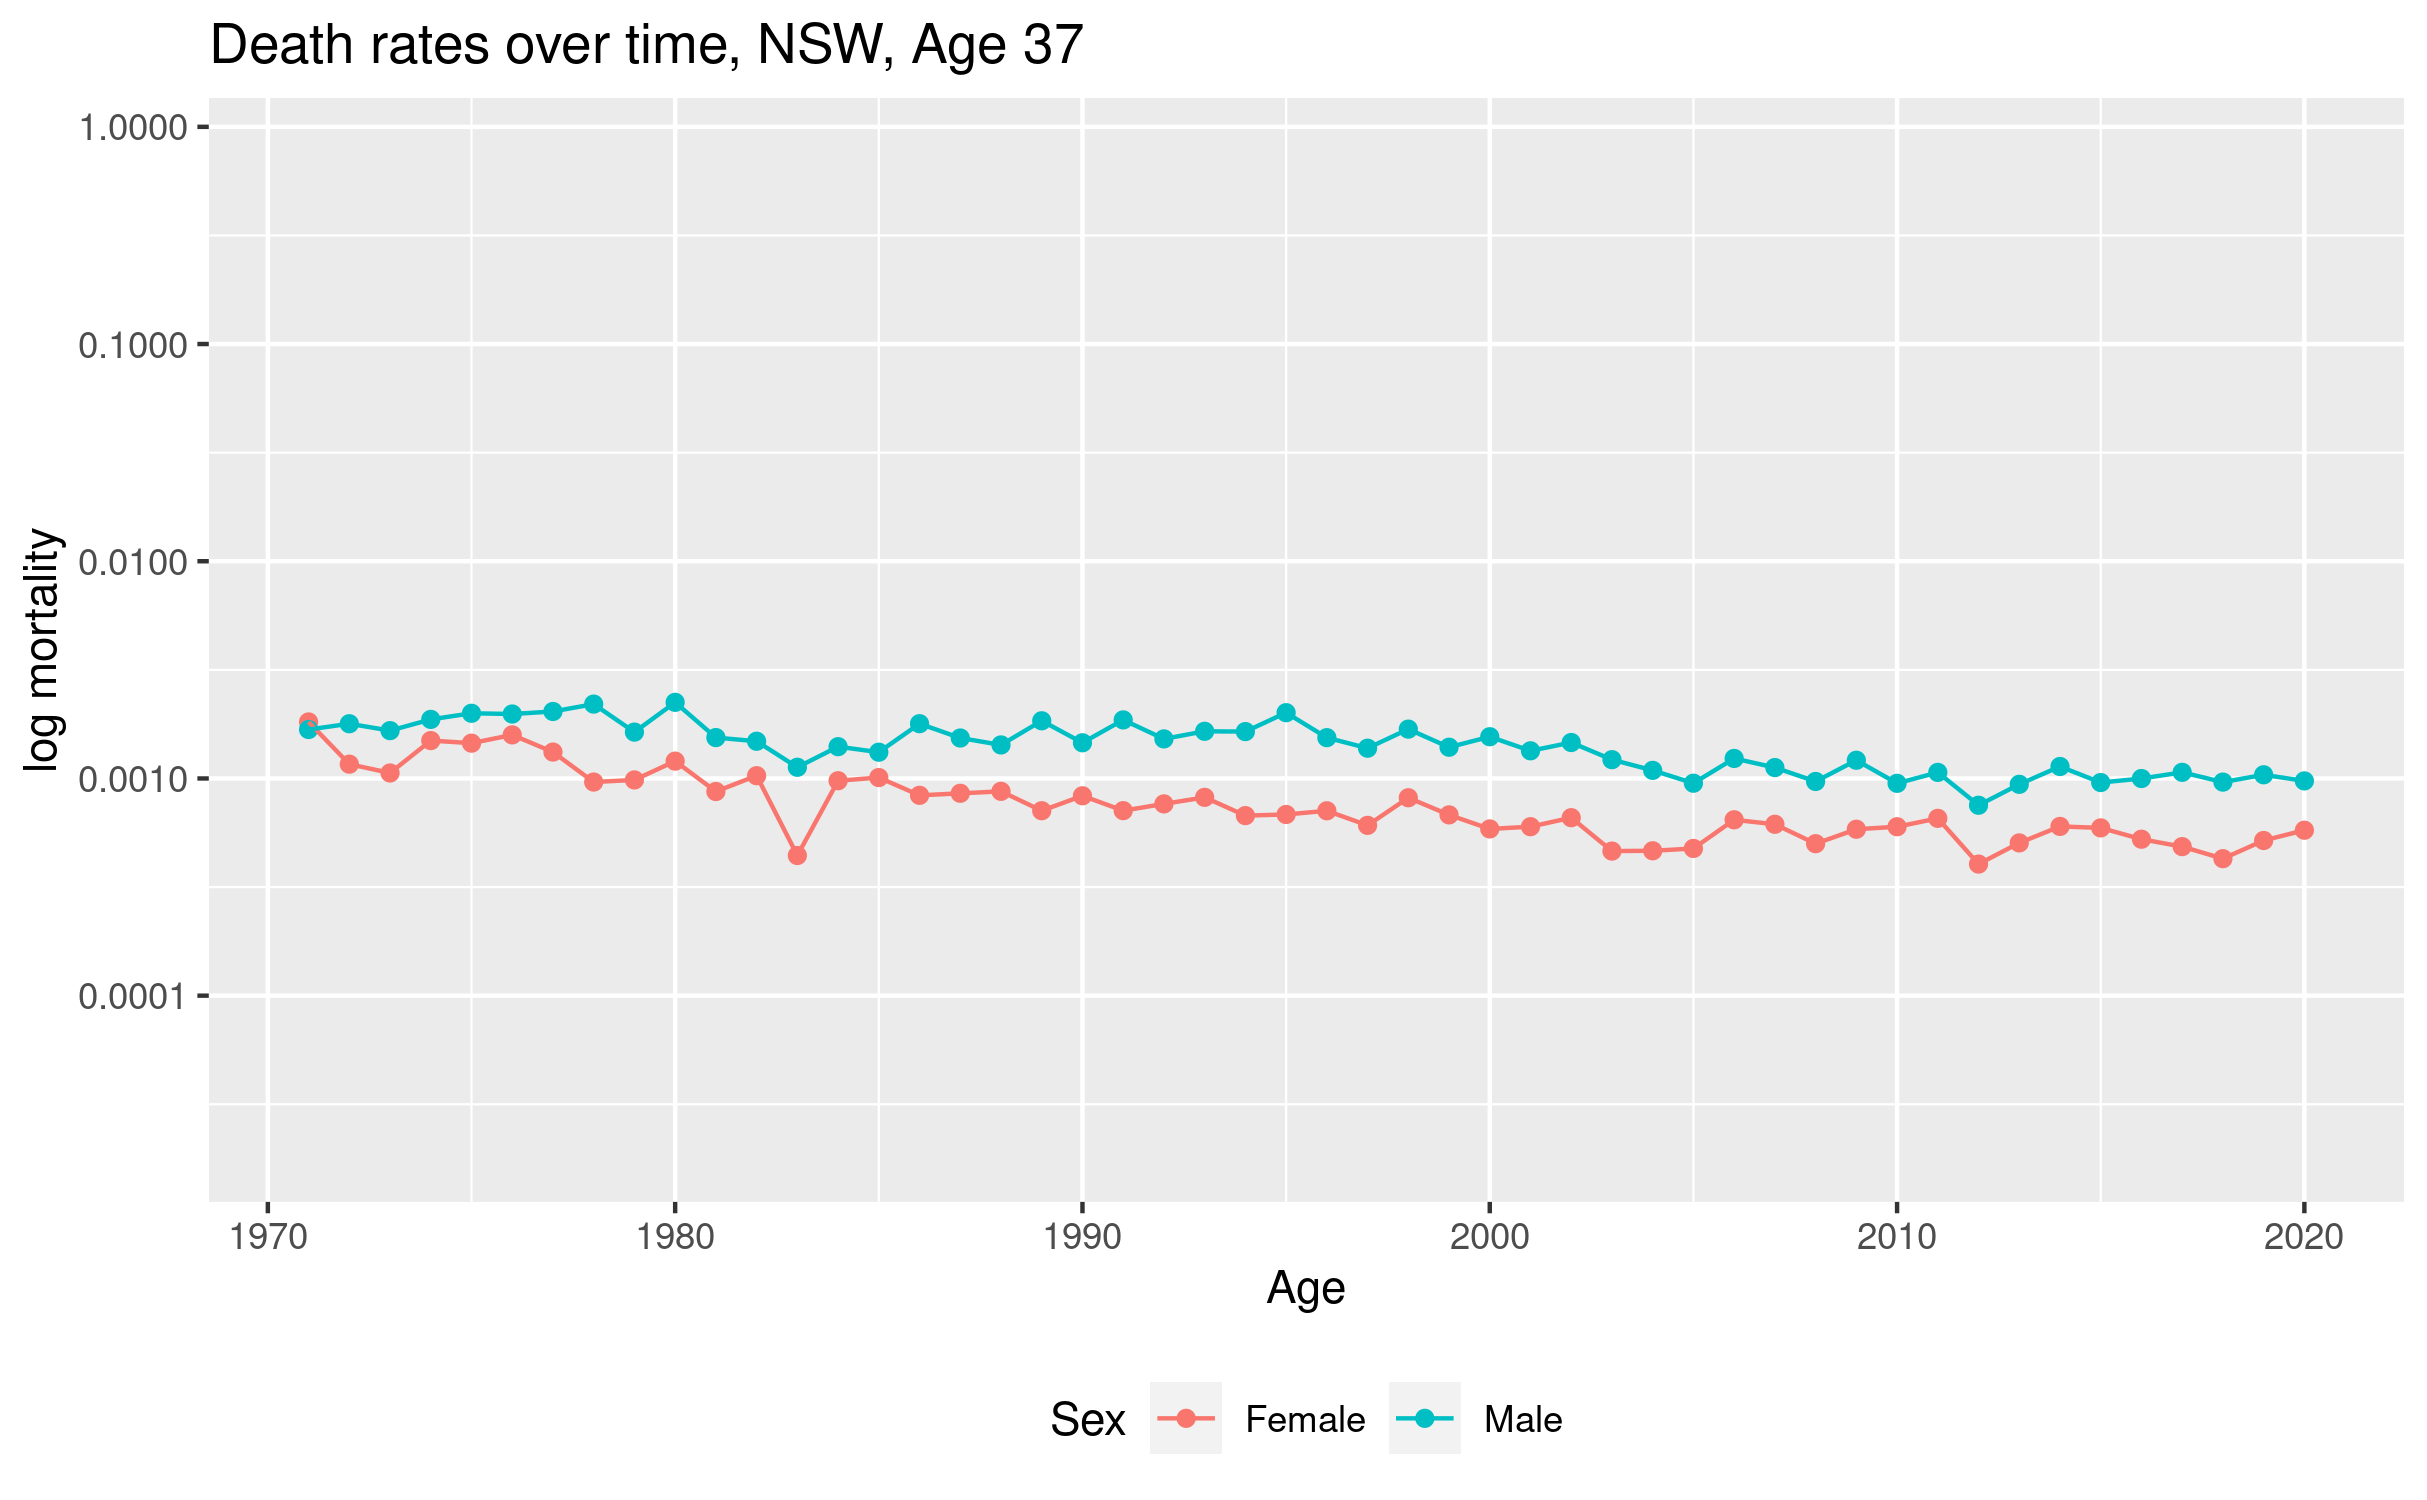 Death rates over time, NSW, Age 37
1.0000
0.1000
0.0100
0.0010
0.0001
log mortality
1970 1980 1990 2000 2010 2020
Age
Sex Female Male